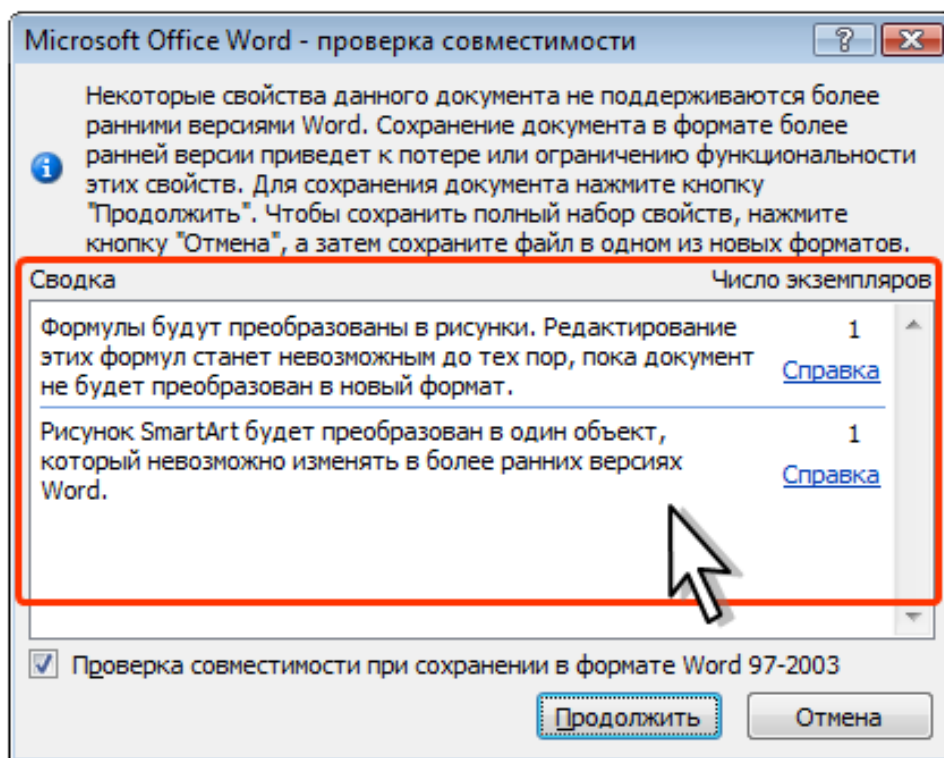 Microsoft Office Word - проверка совместимости
Некоторые свойства данного документа не поддерживаются более
ранними версиями Word. Сохранение документа в формате более
ранней версии приведет к потере или ограничению функциональности
этих свойств. Для сохранения документа нажмите кнопку
"Продолжить". Чтобы сохранить полный набор свойств, нажмите
кнопку "Отмена", а затем сохраните файл в одном из новых форматов.
Сводка Число экземпляров
Формулы будут преобразованы в рисунки. Редактирование 1
этих формул станет невозможным до тех пор, пока документ Справка
не будет преобразован в новый формат.
Рисунок SmartArt будет преобразован в один объект, 1
который невозможно изменять в более ранних версиях Справка
Word.
Проверка совместимости при сохранении в формате Word 97-2003
Продолжить Отмена